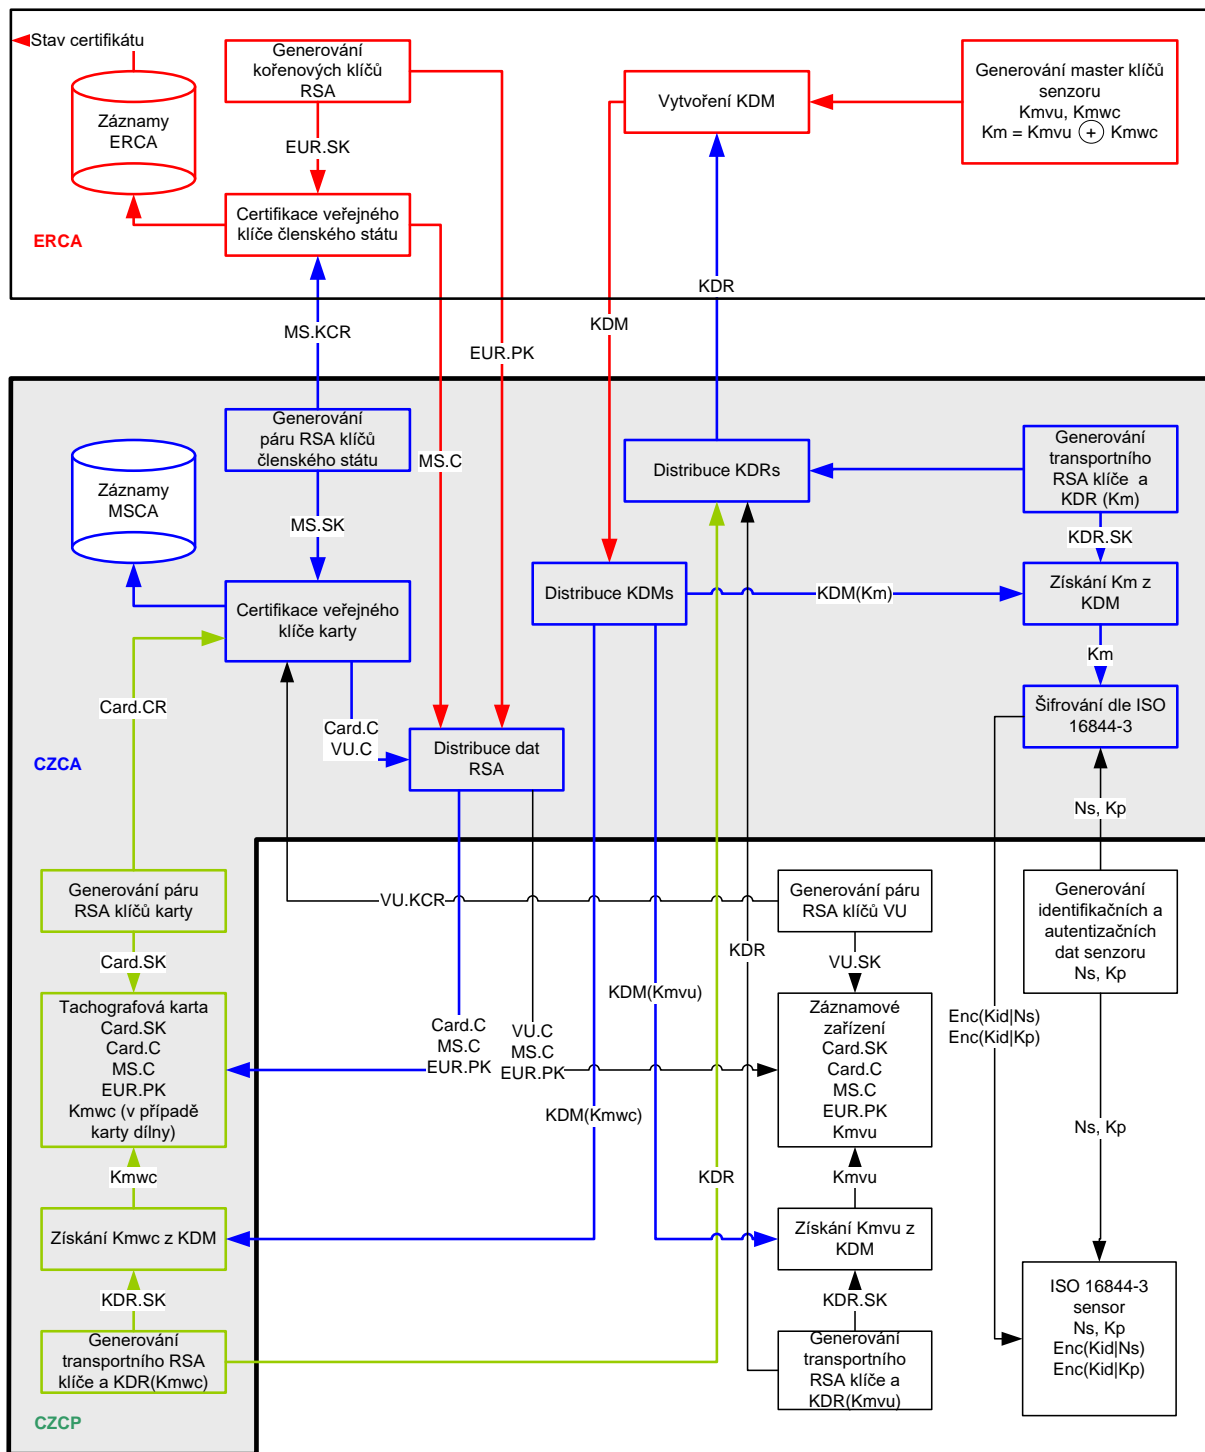 Stav certifikátu
Generování
kořenových klíčů
RSA
Záznamy
ERCA
EUR.SK
Certifikace veřejného
klíče členského státu
ERCA
Vytvoření KDM
Generování master klíčů
senzoru
Kmvu, Kmwc
Km = Kmvu + Kmwc
KDR
KDM
MS.KCR
EUR.PK
Generování
páru RSA klíčů
členského státu
MS.C
Záznamy
MSCA
MS.SK
Distribuce KDRs
Generování
transportního
RSA klíče a
KDR (Km)
KDR.SK
Distribuce KDMs
KDM(Km)
Získání Km z
KDM
Km
Certifikace veřejného
klíče karty
Card.CR
Card.C
VU.C
Distribuce dat
RSA
Šifrování dle ISO
16844-3
CZCA
Ns, Kp
Generování páru
RSA klíčů karty
VU.KCR
Generování páru
RSA klíčů VU
Generování
identifikačních a
autentizačních
dat senzoru
Ns, Kp
KDR
Card.SK
VU.SK
KDM(Kmvu)
Tachografová karta
Card.SK
Card.C
MS.C
EUR.PK
Kmwc (v případě
karty dílny)
Card.C
MS.C
EUR.PK
VU.C
MS.C
EUR.PK
Záznamové
zařízení
Card.SK
Card.C
MS.C
EUR.PK
Kmvu
Enc(Kid|Ns)
Enc(Kid|Kp)
KDM(Kmwc)
Ns, Kp
Kmwc
KDR
Kmvu
Získání Kmwc z KDM
Získání Kmvu z
KDM
KDR.SK
KDR.SK
ISO 16844-3
sensor
Ns, Kp
Enc(Kid|Ns)
Enc(Kid|Kp)
Generování
transportního RSA
klíče a KDR(Kmwc)
Generování
transportního
RSA klíče a
KDR(Kmvu)
CZCP